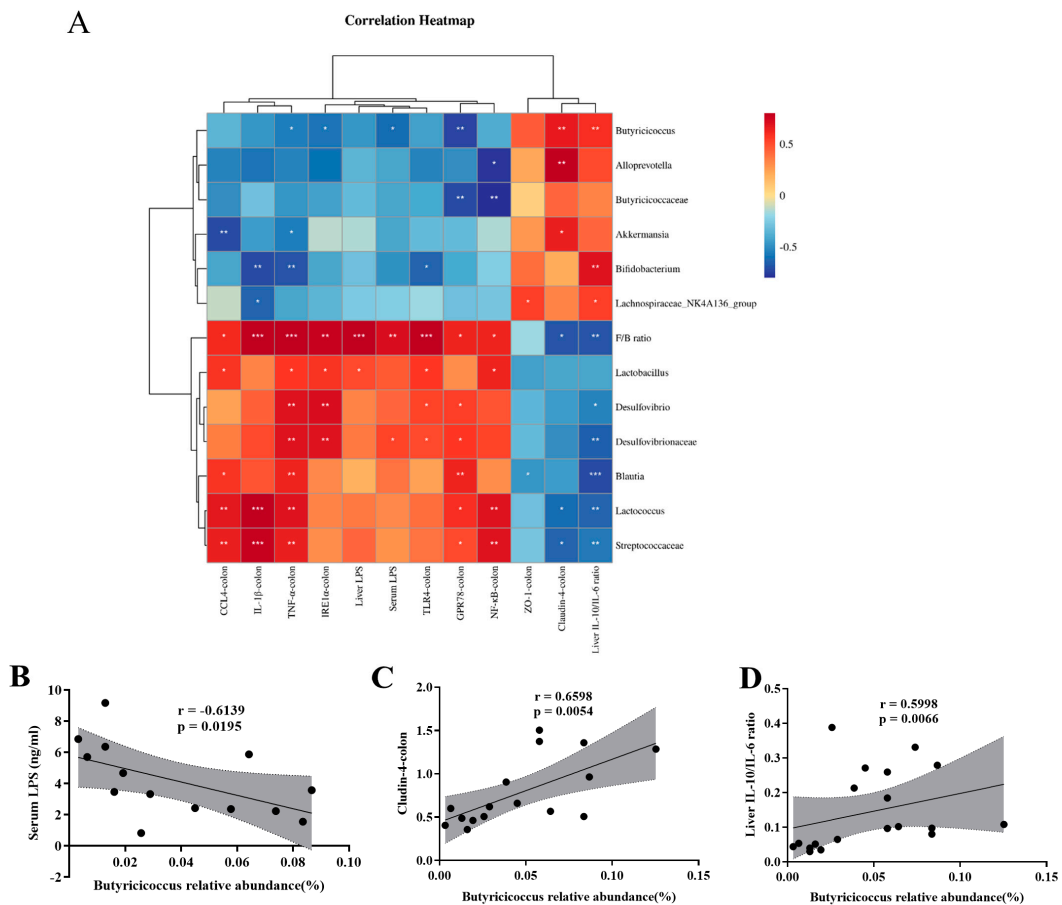 A
Correlation Heatmap
* * * ** ** ** Butyricicoccus
* ** Alloprevotella
** ** Butyricicoccaceae
** * * Akkermansia
** ** * ** Bifidobacterium
* * * Lachnospiraceae_NK4A136_group
* *** *** ** *** ** *** * * * ** F/B ratio
* * * * * * Lactobacillus
** ** * * * Desulfovibrio
** ** * * * ** Desulfovibrionaceae
* ** ** * *** Blautia
** *** ** * ** * ** Lactococcus
** *** ** * ** * ** Streptococcaceae
0.5
0
-0.5
CCL4-colon
IL-1β-colon
TNF-α-colon
IRE1α-colon
Liver LPS
Serum LPS
TLR4-colon
GPR78-colon
NF-κB-colon
ZO-1-colon
Claudin-4-colon
Liver IL-10/IL-6 ratio
B
r = -0.6139
p = 0.0195
Serum LPS (ng/ml)
10
8
6
4
2
0
-2
0.02 0.04 0.06 0.08 0.10
Butyricicoccus relative abundance(%)
C
r = 0.6598
p = 0.0054
Cludin-4-colon
2.0
1.5
1.0
0.5
0.0
0.00 0.05 0.10 0.15
Butyricicoccus relative abundance(%)
D
r = 0.5998
p = 0.0066
Liver IL-10/IL-6 ratio
0.5
0.4
0.3
0.2
0.1
0.0
0.00 0.05 0.10 0.15
Butyricicoccus relative abundance(%)